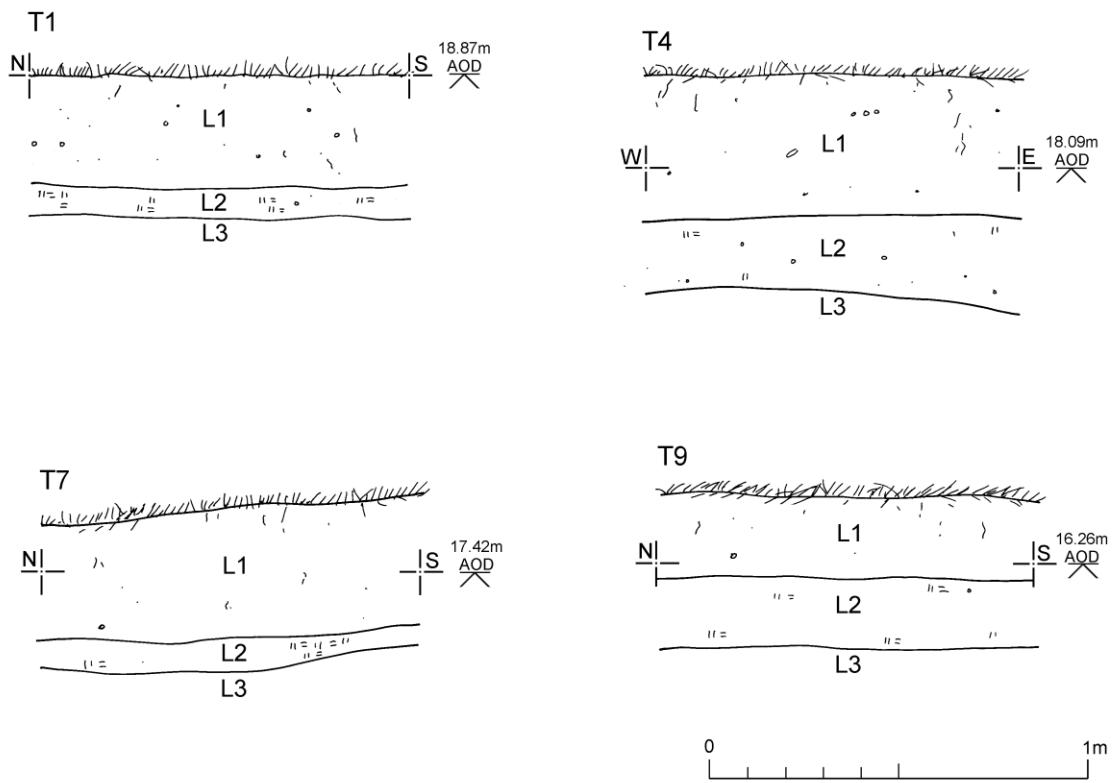 T1
N
S
18.87m
AOD
L1
L2
L3
T4
W
E
18.09m
AOD
L1
L2
L3
T7
N
S
17.42m
AOD
L1
L2
L3
T9
N
S
16.26m
AOD
L1
L2
L3
0 1m